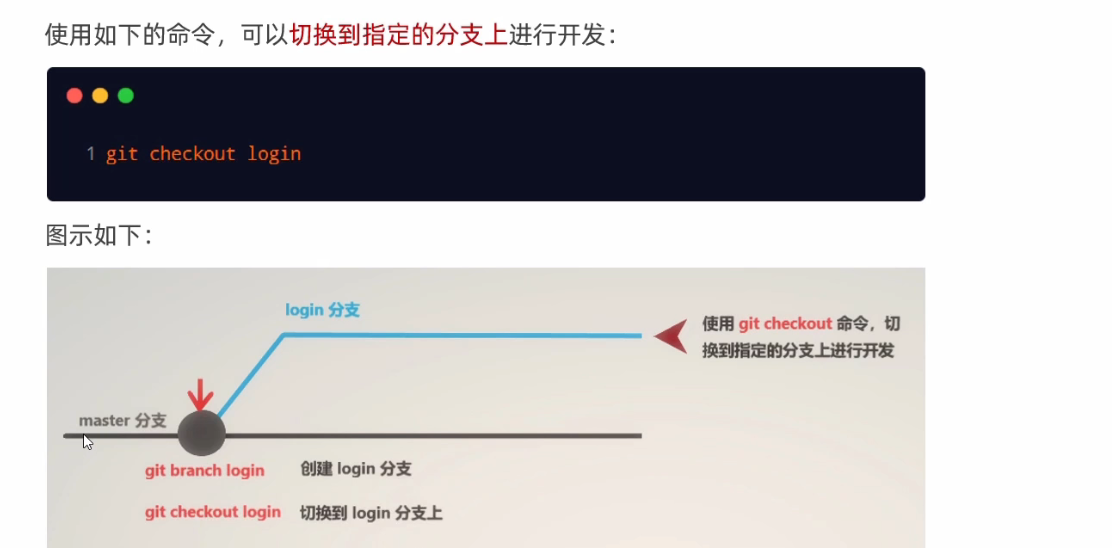 使用如下的命令，可以切换到指定的分支上进行开发：
1 git checkout login
图示如下：
login 分支
使用 git checkout 命令，切
换到指定的分支上进行开发
master 分支
git branch login 创建 login 分支
git checkout login 切换到 login 分支上